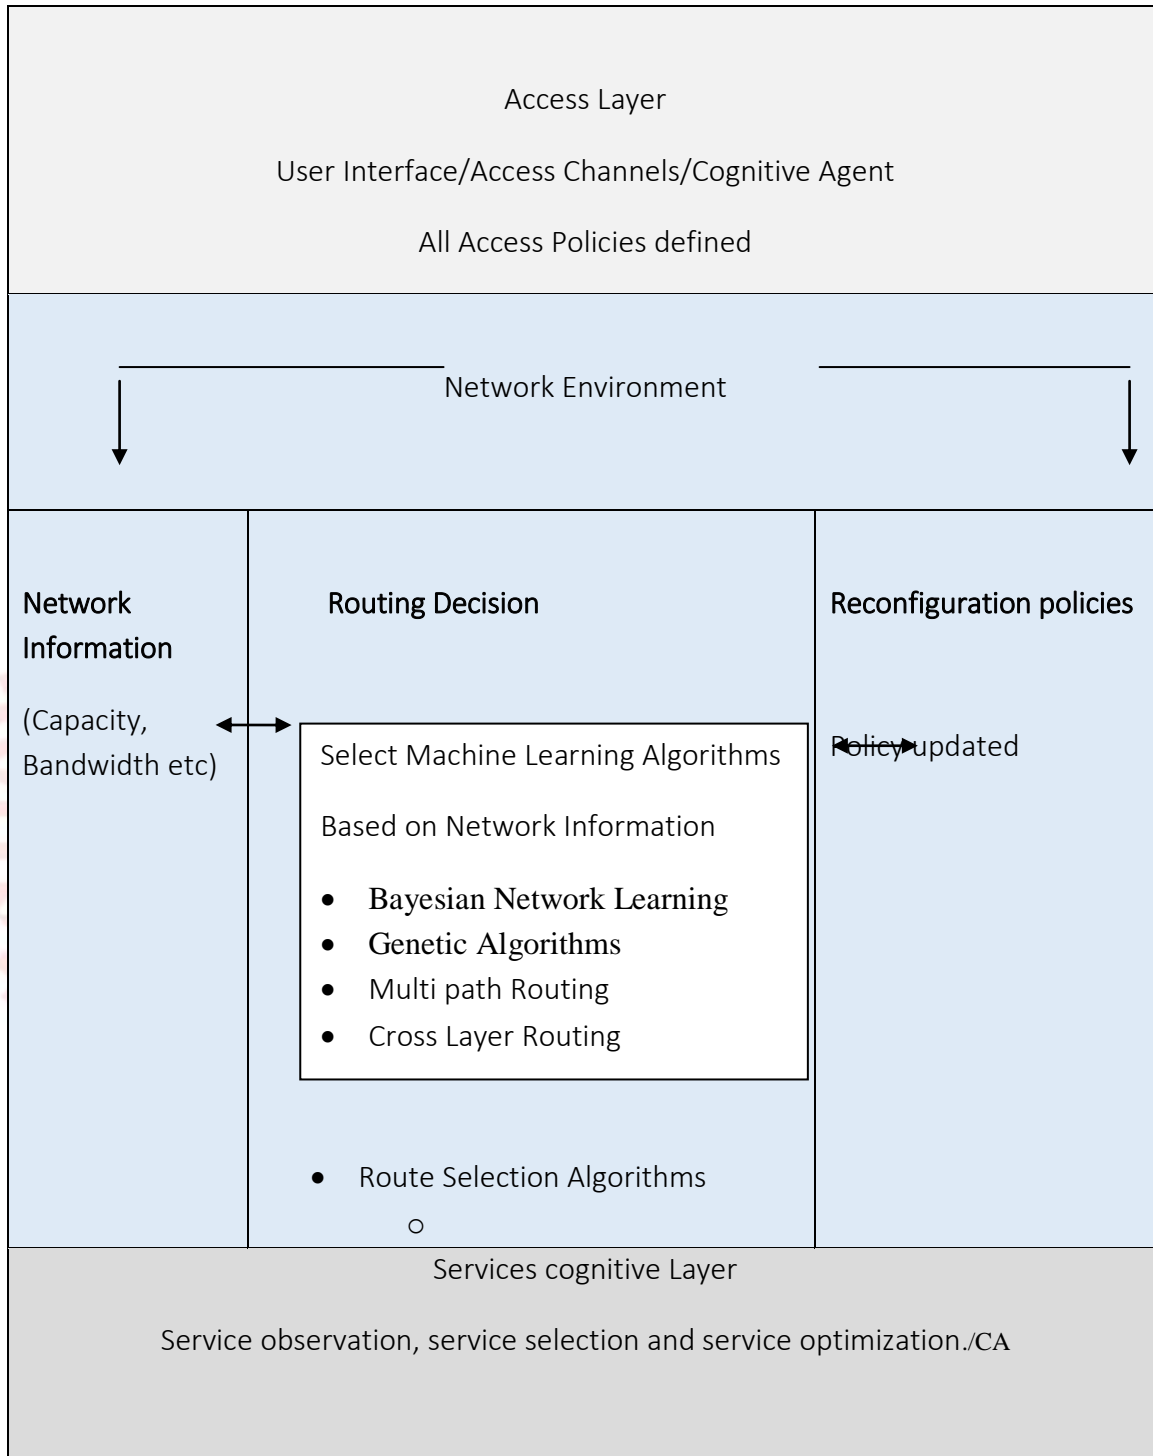 Access Layer
User Interface/Access Channels/Cognitive Agent
All Access Policies defined
Network Environment
Network
Information
(Capacity,
Bandwidth etc)
Routing Decision
Select Machine Learning Algorithms
Based on Network Information
• Bayesian Network Learning
• Genetic Algorithms
• Multi path Routing
• Cross Layer Routing
• Route Selection Algorithms
Reconfiguration policies
Policy updated
Services cognitive Layer
Service observation, service selection and service optimization./CA